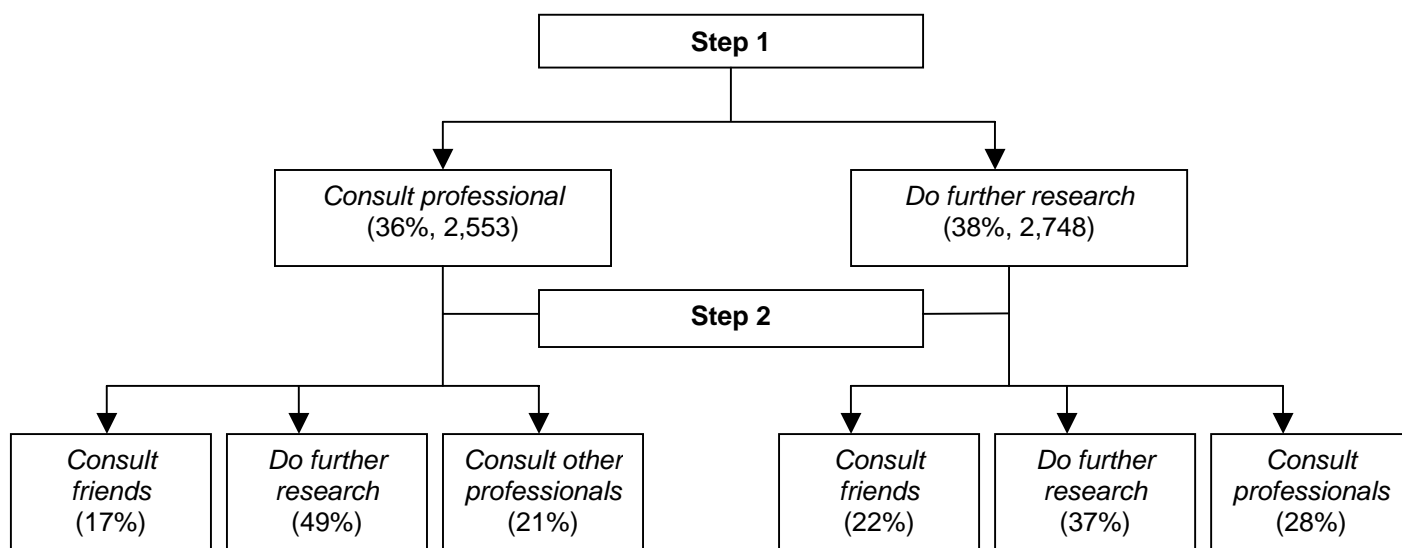 Step 1
Consult professional
(36%, 2,553)
Do further research
(38%, 2,748)
Step 2
Consult
friends
(17%)
Do further
research
(49%)
Consult other
professionals
(21%)
Consult
friends
(22%)
Do further
research
(37%)
Consult
professionals
(28%)